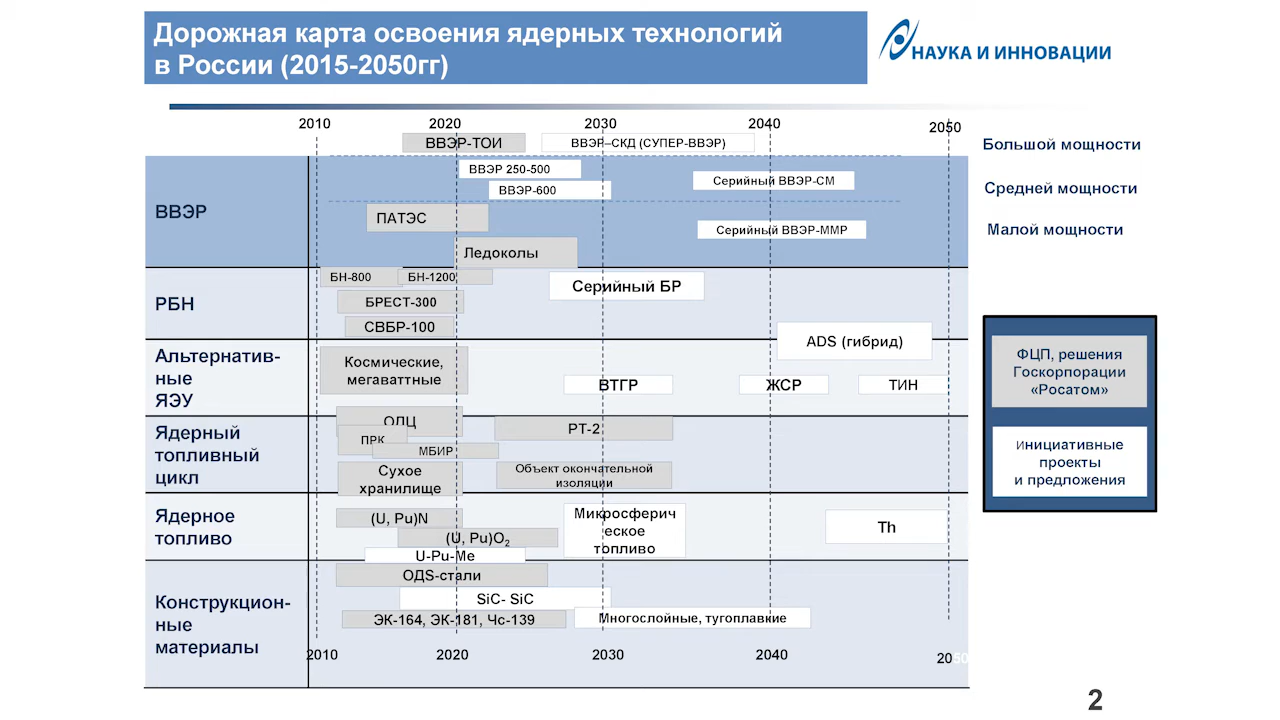 Дорожная карта освоения ядерных технологий
в России (2015-2050гг)
НАУКА И ИННОВАЦИИ
2010
2020
2030
2040
2050
ВВЭР-ТОИ
ВВЭР–СКД (СУПЕР-ВВЭР)
Большой мощности
ВВЭР 250-500
Серийный ВВЭР-СМ
ВВЭР-600
Средней мощности
ВВЭР
ПАТЭС
Серийный ВВЭР-ММР
Малой мощности
Ледоколы
РБН
БН-800
БН-1200
Серийный БР
БРЕСТ-300
СВБР-100
ADS (гибрид)
Альтернатив-
ные
ЯЭУ
Космические,
мегаваттные
ВТГР
ЖСР
ТИН
Ядерный
топливный
цикл
ОДЦ
ПРК
МБИР
РТ-2
Сухое
хранилище
Объект окончательной
изоляции
Ядерное
топливо
(U, Pu)N
(U, Pu)O2
U-Pu-Me
Микросферич
еское
топливо
Th
Конструкцион-
ные
материалы
ОДS-стали
SiC- SiC
ЭК-164, ЭК-181, Чс-139
Многослойные, тугоплавкие
2010
2020
2030
2040
2050
ФЦП, решения
Госкорпорации
«Росатом»
Инициативные
проекты
и предложения
2